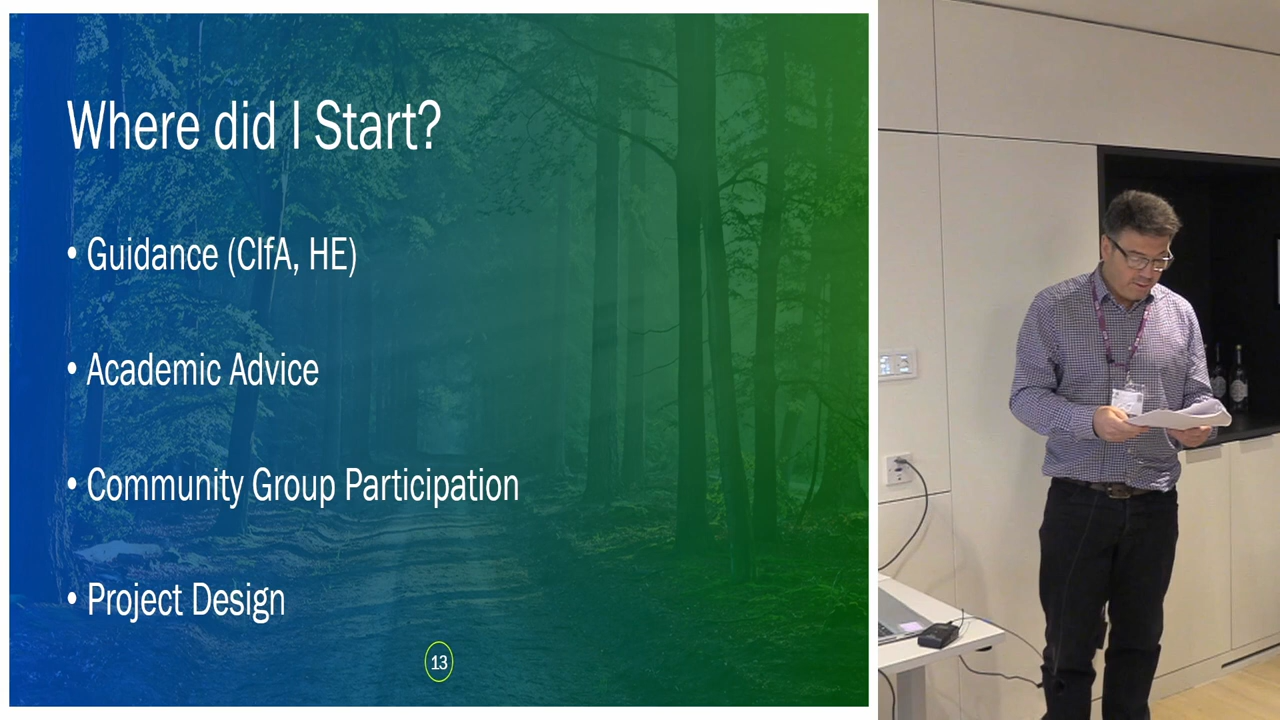 Where did I Start?
• Guidance (CIfA, HE)
• Academic Advice
• Community Group Participation
• Project Design
13